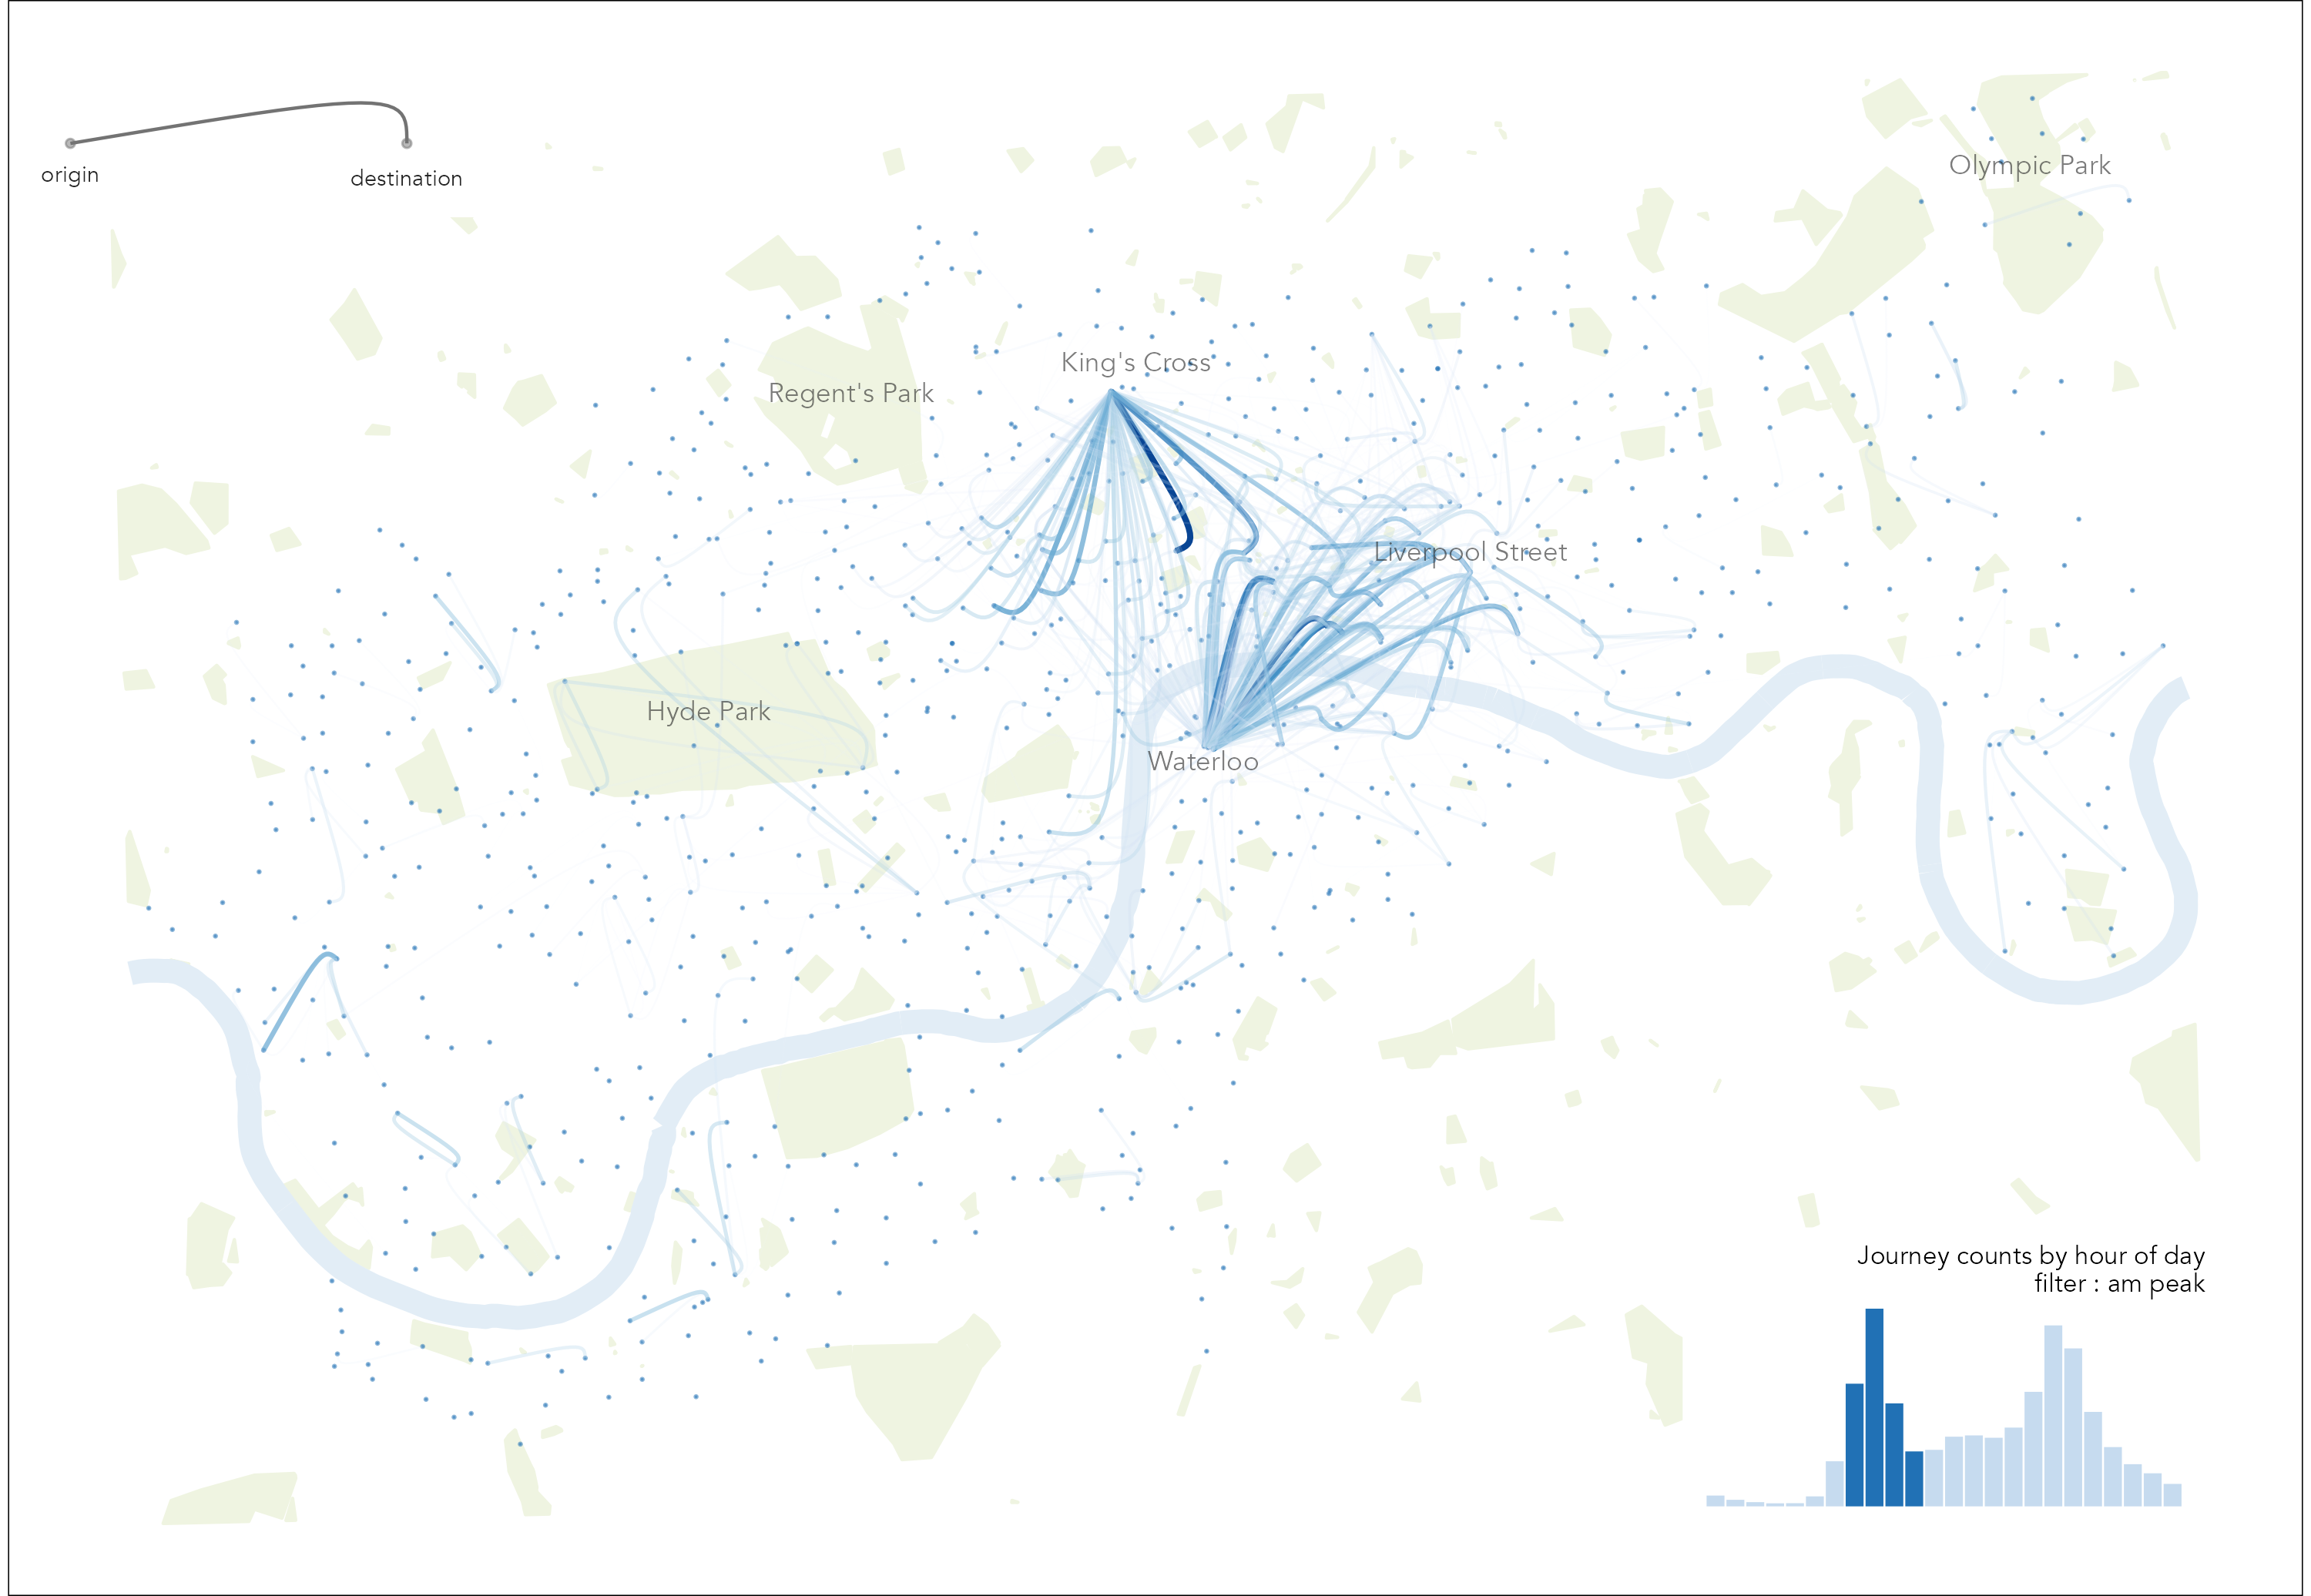 origin
destination
Olympic Park
King's Cross
Regent's Park
Liverpool Street
Hyde Park
Waterloo
Journey counts by hour of day
filter : am peak